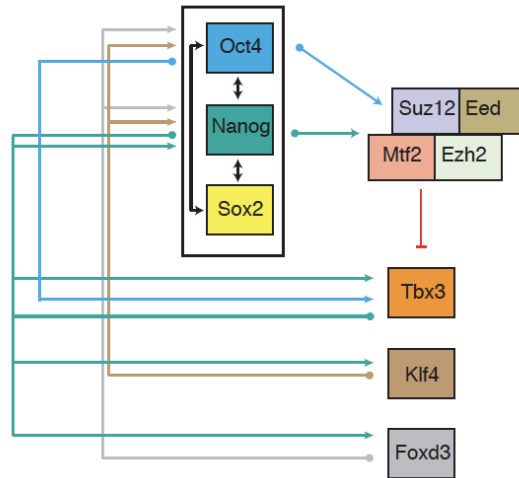 Oct4
Nanog
Sox2
Suz12 Eed
Mtf2 Ezh2
Tbx3
Klf4
Foxd3